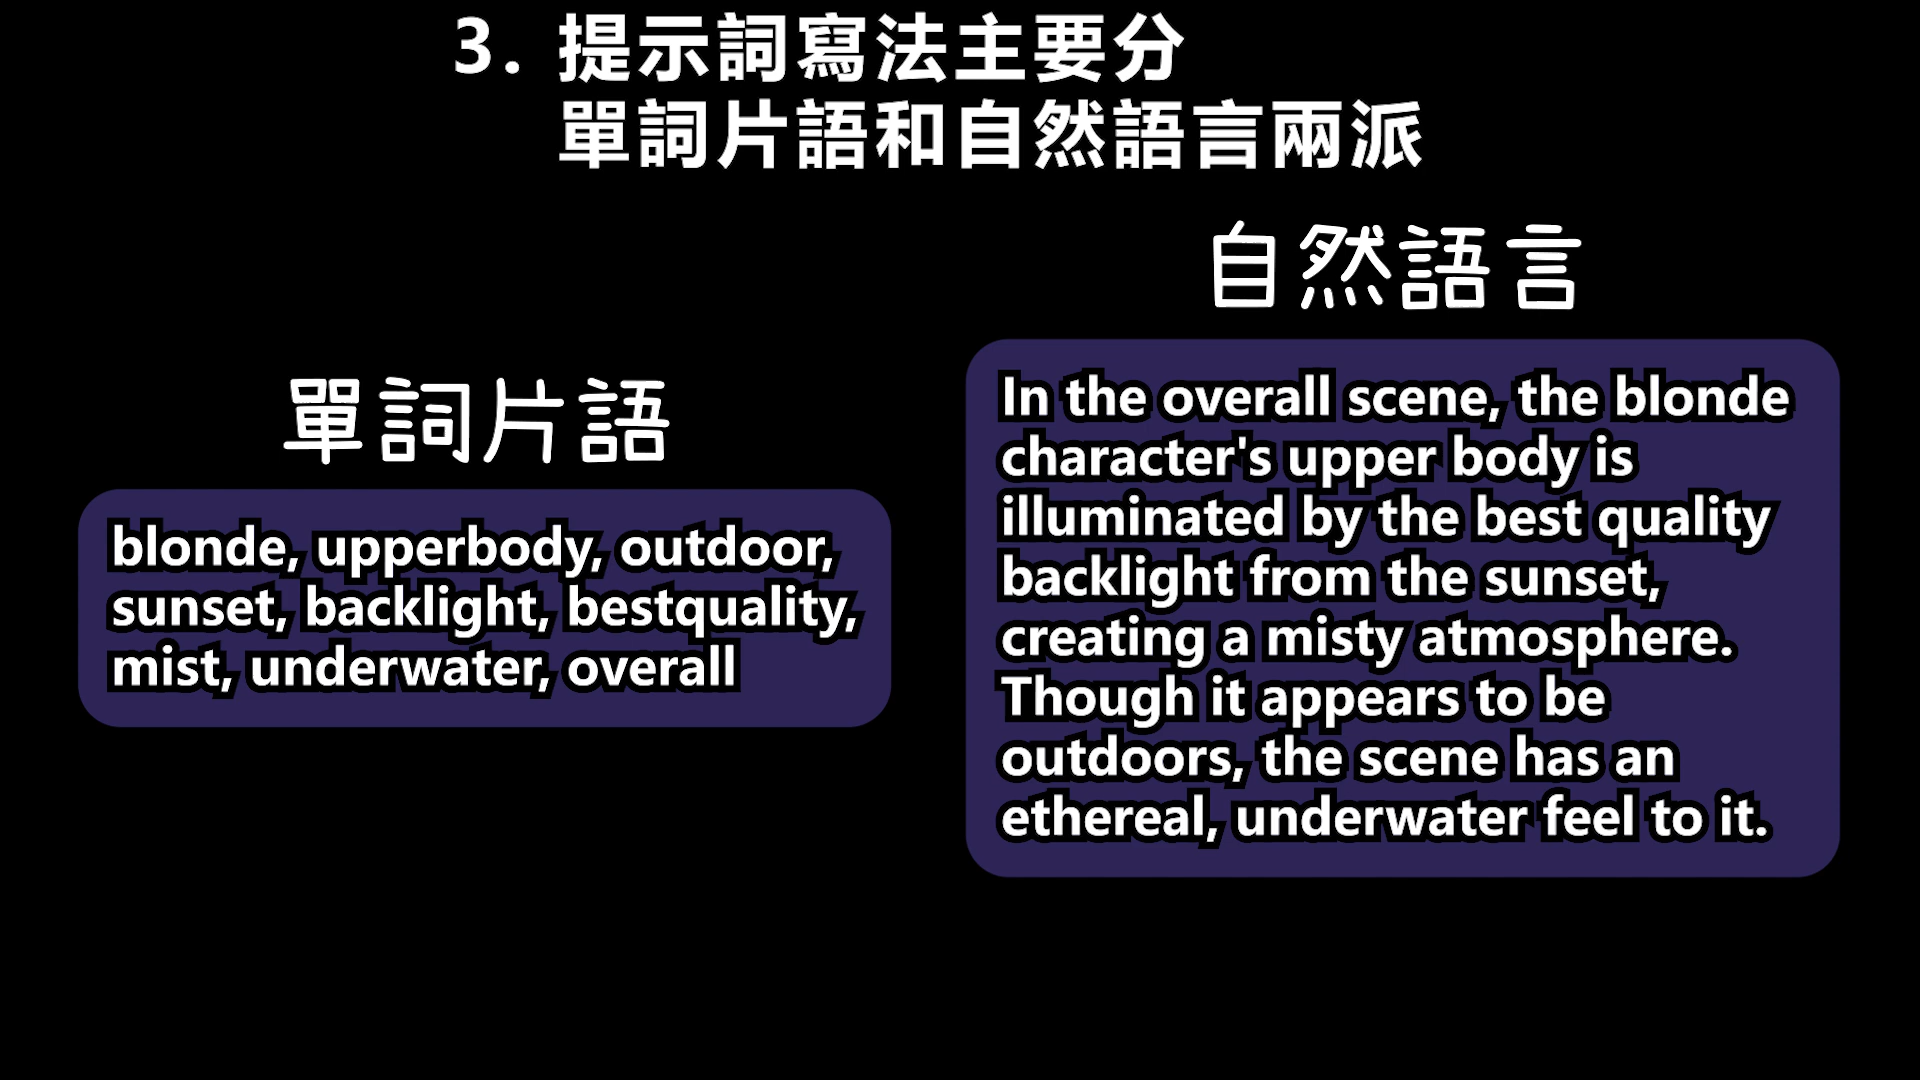 3. 提示詞寫法主要分
單詞片語和自然語言兩派
單詞片語
blonde, upperbody, outdoor,
sunset, backlight, bestquality,
mist, underwater, overall
自然語言
In the overall scene, the blonde
character's upper body is
illuminated by the best quality
backlight from the sunset,
creating a misty atmosphere.
Though it appears to be
outdoors, the scene has an
ethereal, underwater feel to it.